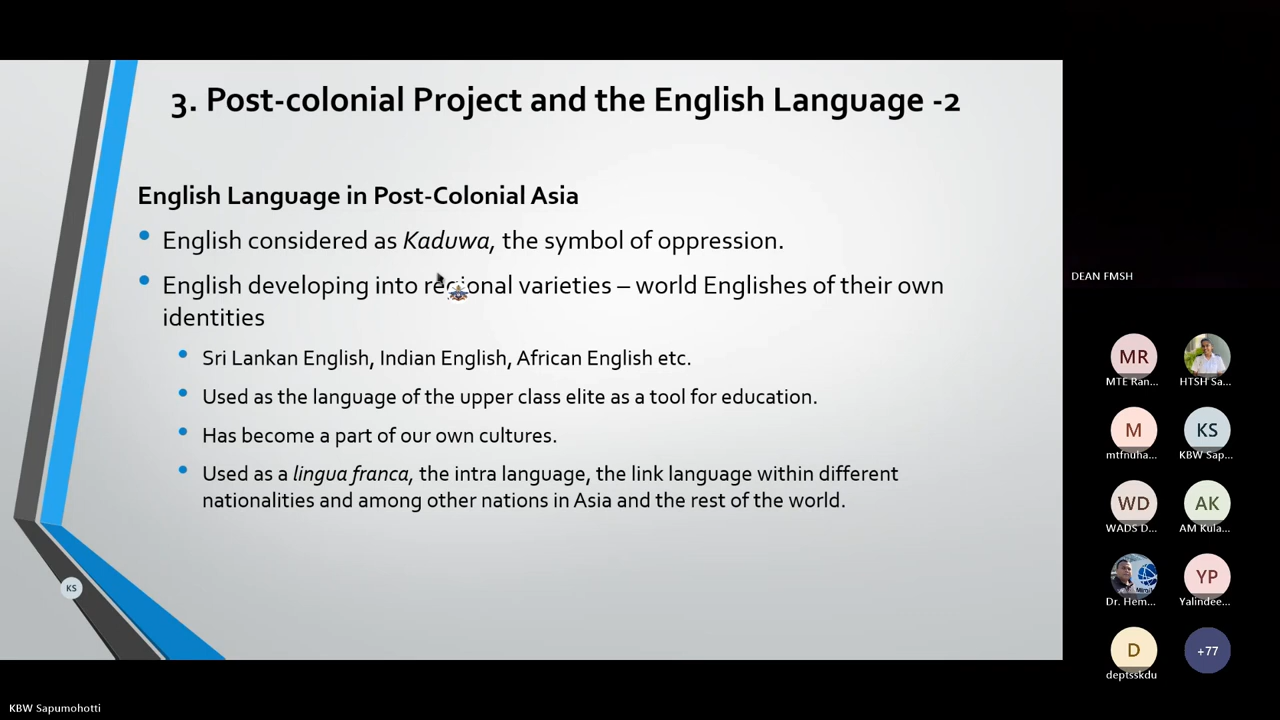 3. Post-colonial Project and the English Language -2
English Language in Post-Colonial Asia
English considered as Kaduwa, the symbol of oppression.
English developing into regional varieties – world Englishes of their own
identities
Sri Lankan English, Indian English, African English etc.
Used as the language of the upper class elite as a tool for education.
Has become a part of our own cultures.
Used as a lingua franca, the intra language, the link language within different
nationalities and among other nations in Asia and the rest of the world.
KS
KBW Sapumohotti
DEAN FMSH
MR
MTE Ran...
HTSH Sa...
M
mtfnuha...
KS
KBW Sap...
WD
WADS D...
AK
AM Kula...
Dr. Hem...
YP
Yalindee...
D
deptsskdu
+77